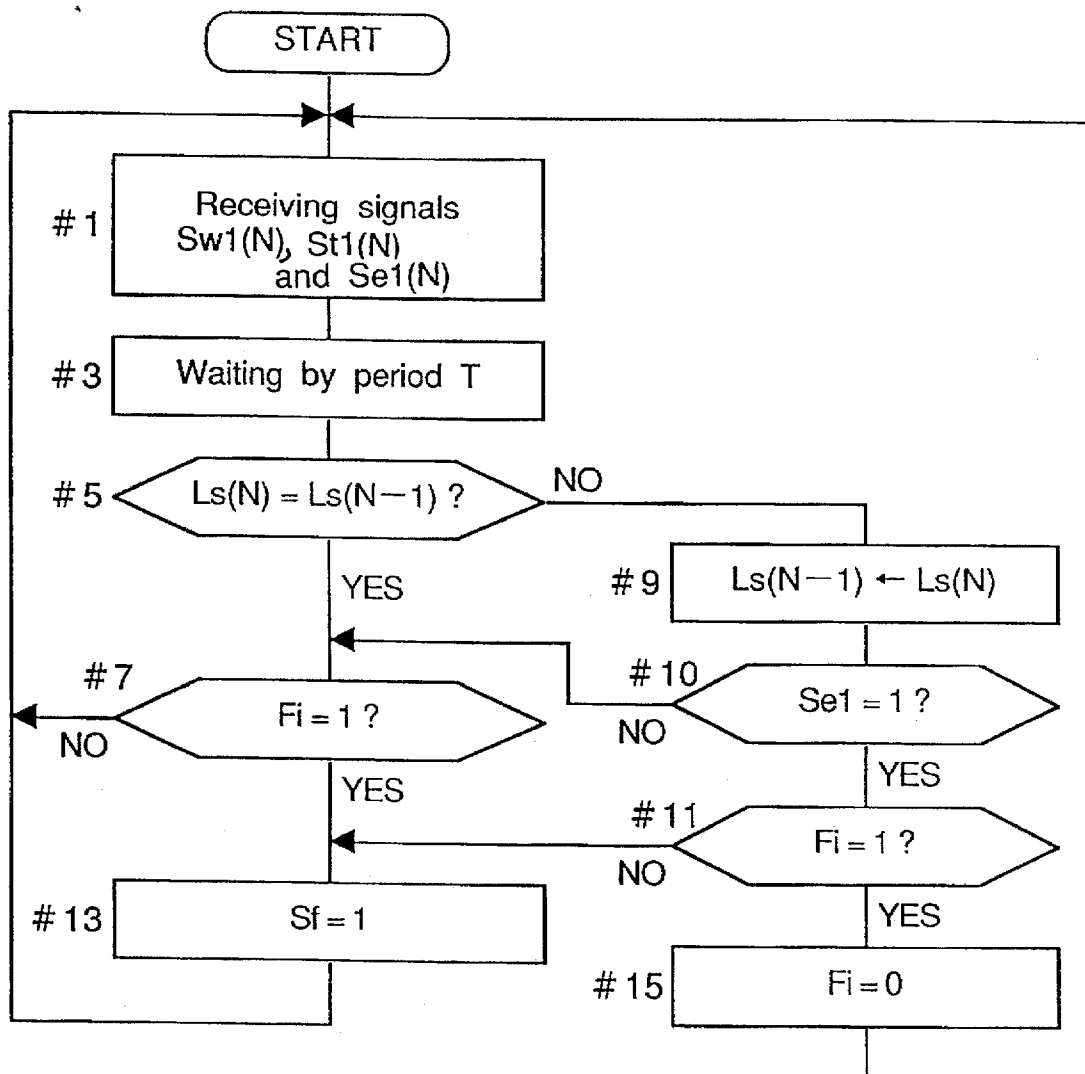 START
#1
Receiving signals
Sw1(N), St1(N)
and Se1(N)
#3
Waiting by period T
#5
Ls(N) = Ls(N−1) ?
NO
YES
#9
Ls(N−1) ← Ls(N)
#7
Fi = 1 ?
NO
YES
#10
Se1 = 1 ?
NO
YES
#11
Fi = 1 ?
NO
YES
#13
Sf = 1
#15
Fi = 0